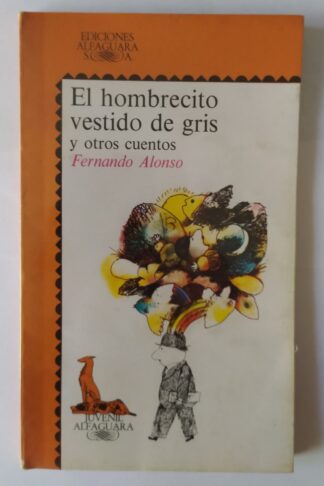 EDICIONES
ALFAGUARA
S.A.
El hombrecito
vestido de gris
y otros cuentos
Fernando Alonso
JUVENIL
ALFAGUARA